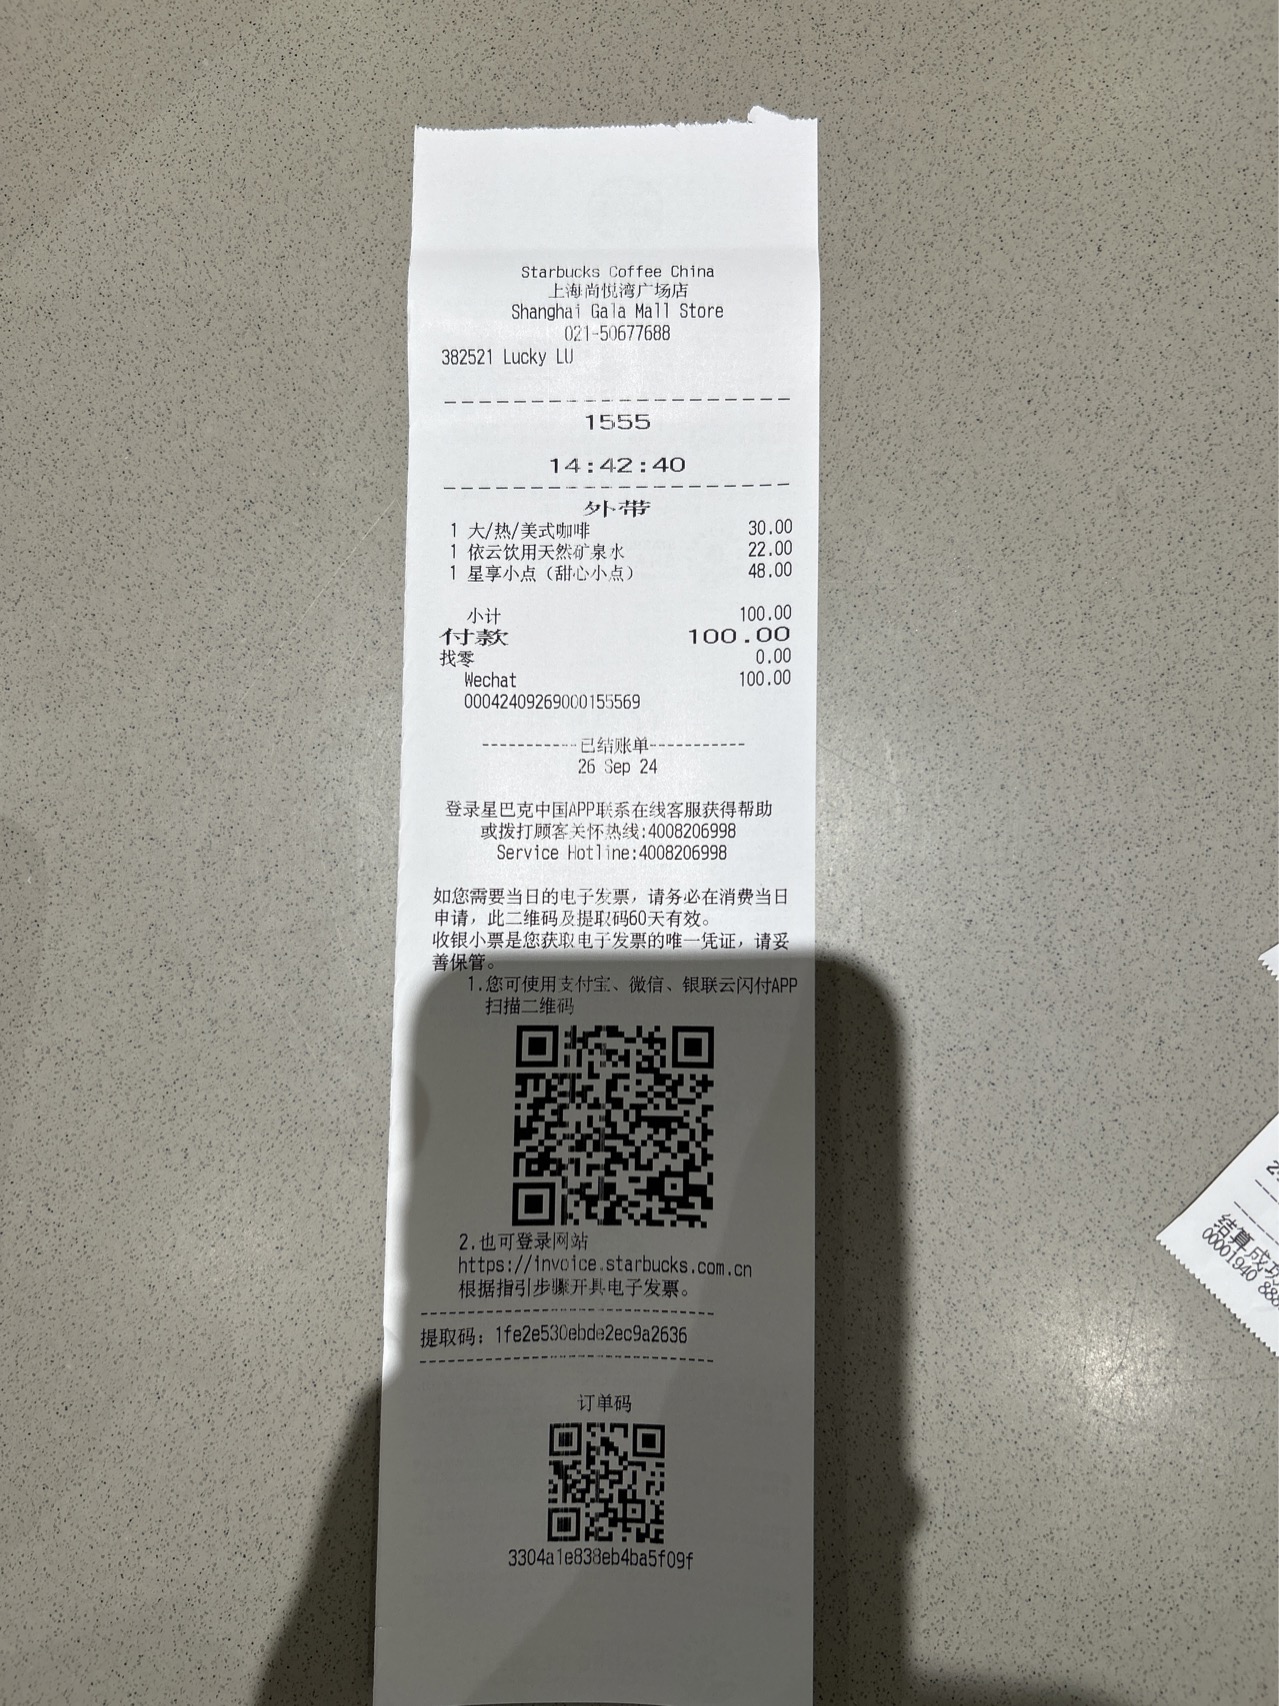 Starbucks Coffee China
上海尚悦湾广场店
Shanghai Gala Mall Store
021-50677688
382521 Lucky LU
1555
14:42:40
外带
1 大/热/美式咖啡 30.00
1 依云饮用天然矿泉水 22.00
1 星享小点（甜心小点） 48.00
小计 100.00
付款 100.00
找零 0.00
Wechat 100.00
00042409269000155569
-----------已结账单-----------
26 Sep 24
登录星巴克中国APP联系在线客服获得帮助
或拨打顾客关怀热线:4008206998
Service Hotline:4008206998
如您需要当日的电子发票，请务必在消费当日
申请，此二维码及提取码60天有效。
收银小票是您获取电子发票的唯一凭证，请妥
善保管。
1.您可使用支付宝、微信、银联云闪付APP
扫描二维码
2.也可登录网站
https://invoice.starbucks.com.cn
根据指引步骤开具电子发票。
提取码：1fe2e530ebde2ec9a2636
订单码
3304a1e838eb4ba5f09f
结算成功
00001940